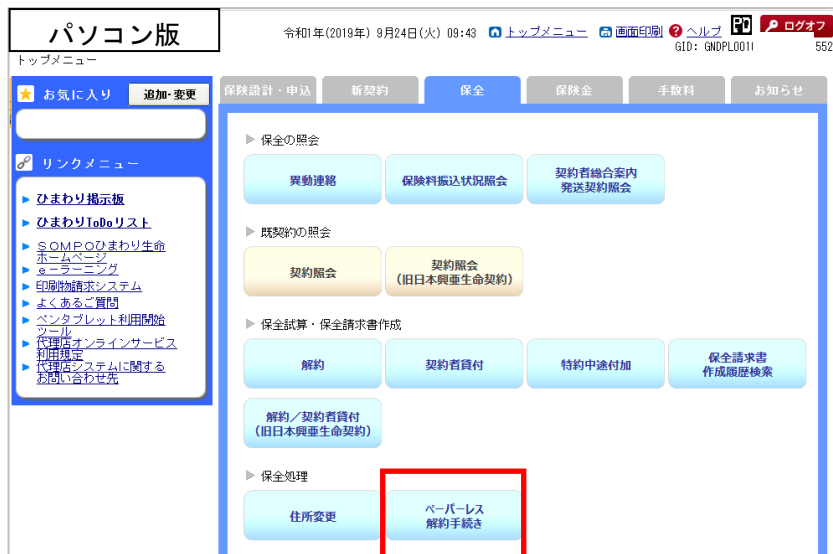 パソコン版
令和1年(2019年) 9月24日(火) 09:43 トップメニュー 画面印刷 ヘルプ ログオフ
GID: GNDPL001I 552
トップメニュー
お気に入り 追加・変更
リンクメニュー
ひまわり掲示板
ひまわりToDoリスト
SOMPOひまわり生命
ホームページ
e-ラーニング
印刷物請求システム
よくあるご質問
ペンタブレット利用開始
ツール
代理店オンラインサービス
利用規定
代理店システムに関する
お問い合わせ先
保険設計・申込 新契約 保全 保険金 手数料 お知らせ
保全の照会
異動連絡 保険料振込状況照会 契約者総合案内
発送契約照会
既契約の照会
契約照会 契約照会
(旧日本興亜生命契約)
保全試算・保全請求書作成
解約 契約者貸付 特約中途付加 保全請求書
作成履歴検索
解約/契約者貸付
(旧日本興亜生命契約)
保全処理
住所変更 ペーパーレス
解約手続き